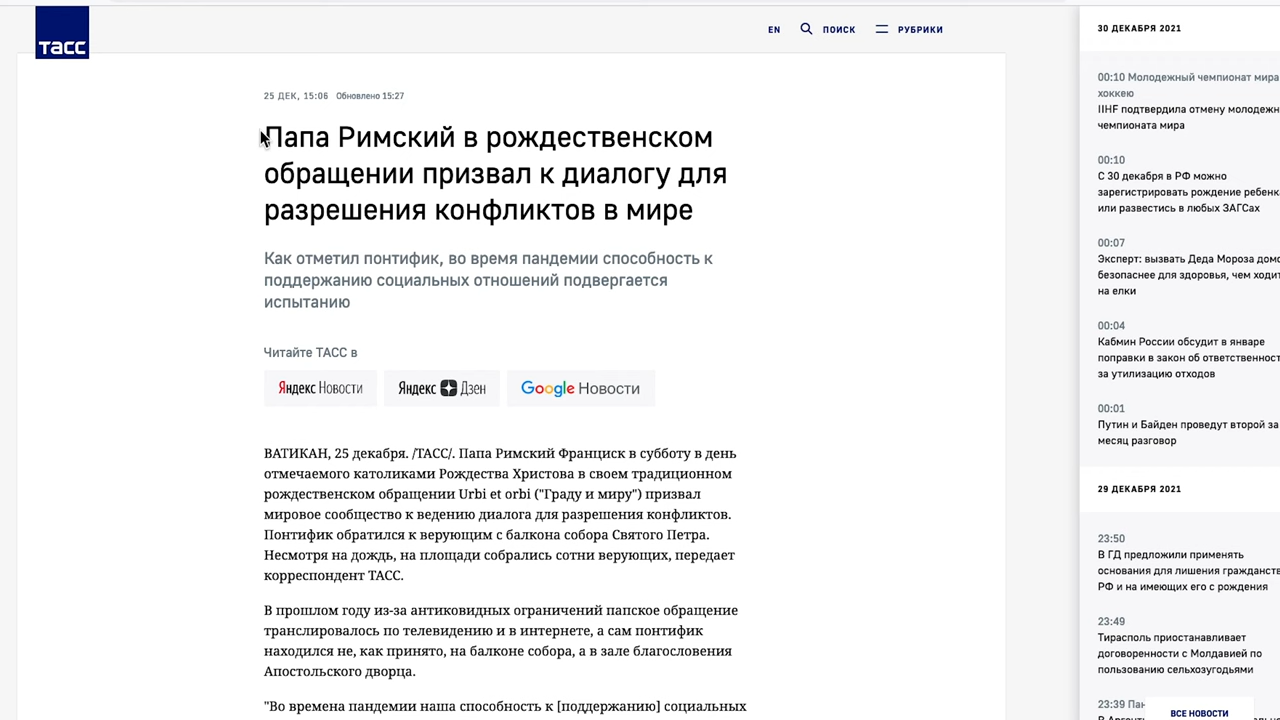 ТАСС
EN
ПОИСК
РУБРИКИ
25 ДЕК, 15:06 Обновлено 15:27
Папа Римский в рождественском
обращении призвал к диалогу для
разрешения конфликтов в мире
Как отметил понтифик, во время пандемии способность к
поддержанию социальных отношений подвергается
испытанию
Читайте ТАСС в
Яндекс Новости
Яндекс Дзен
Google Новости
ВАТИКАН, 25 декабря. /ТАСС/. Папа Римский Франциск в субботу в день
отмечаемого католиками Рождества Христова в своем традиционном
рождественском обращении Urbi et orbi ("Граду и миру") призвал
мировое сообщество к ведению диалога для разрешения конфликтов.
Понтифик обратился к верующим с балкона собора Святого Петра.
Несмотря на дождь, на площади собрались сотни верующих, передает
корреспондент ТАСС.
В прошлом году из-за антиковидных ограничений папское обращение
транслировалось по телевидению и в интернете, а сам понтифик
находился не, как принято, на балконе собора, а в зале благословения
Апостольского дворца.
"Во времена пандемии наша способность к [поддержанию] социальных
30 ДЕКАБРЯ 2021
00:10 Молодежный чемпионат мира
хоккею
IIHF подтвердила отмену молодежн
чемпионата мира
00:10
С 30 декабря в РФ можно
зарегистрировать рождение ребенка
или развестись в любых ЗАГСах
00:07
Эксперт: вызвать Деда Мороза домо
безопаснее для здоровья, чем ходит
на елки
00:04
Кабмин России обсудит в январе
поправки в закон об ответственност
за утилизацию отходов
00:01
Путин и Байден проведут второй за
месяц разговор
29 ДЕКАБРЯ 2021
23:50
В ГД предложили применять
основания для лишения гражданств
РФ и на имеющих его с рождения
23:49
Тирасполь приостанавливает
договоренности с Молдавией по
пользованию сельхозугодьями
23:39 Пан
ВСЕ НОВОСТИ